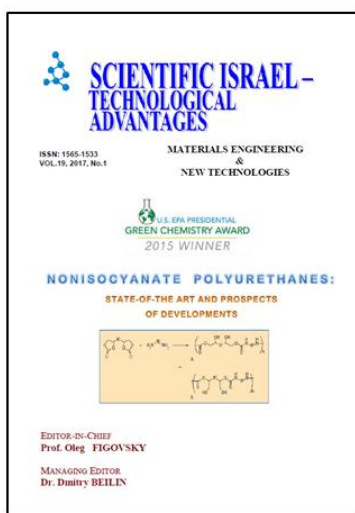 SCIENTIFIC ISRAEL –
TECHNOLOGICAL
ADVANTAGES
ISSN: 1565-1533
VOL.19, 2017, No.1
MATERIALS ENGINEERING
&
NEW TECHNOLOGIES
U.S. EPA PRESIDENTIAL
GREEN CHEMISTRY AWARD
2015 WINNER
NONISOCYANATE POLYURETHANES:
STATE-OF-THE ART AND PROSPECTS
OF DEVELOPMENTS
EDITOR-IN-CHIEF
Prof. Oleg FIGOVSKY
MANAGING EDITOR
Dr. Dmitry BEILIN